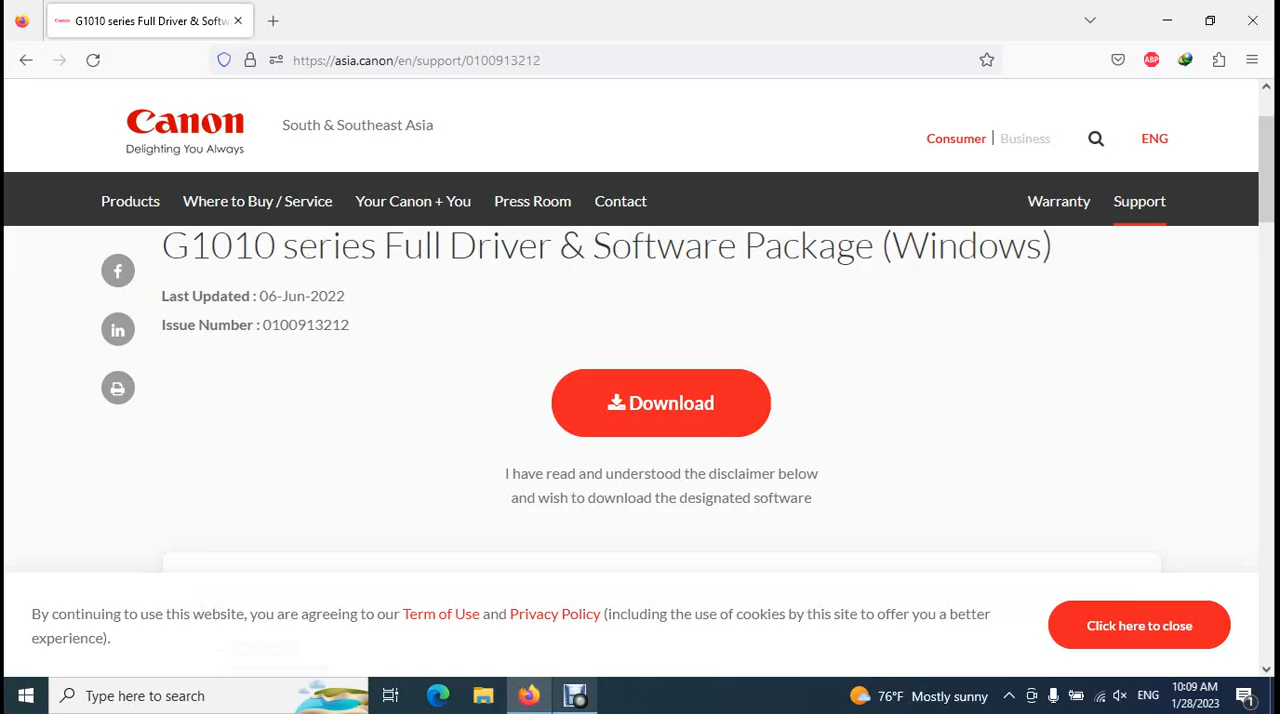 Canon
G1010 series Full Driver & Softw
https://asia.canon/en/support/0100913212
ABP
Canon
Delighting You Always
South & Southeast Asia
Consumer | Business
ENG
Products
Where to Buy / Service
Your Canon + You
Press Room
Contact
Warranty
Support
G1010 series Full Driver & Software Package (Windows)
Last Updated : 06-Jun-2022
Issue Number : 0100913212
Download
I have read and understood the disclaimer below
and wish to download the designated software
By continuing to use this website, you are agreeing to our Term of Use and Privacy Policy (including the use of cookies by this site to offer you a better
experience).
Click here to close
Type here to search
76°F Mostly sunny
ENG
10:09 AM
1/28/2023
1